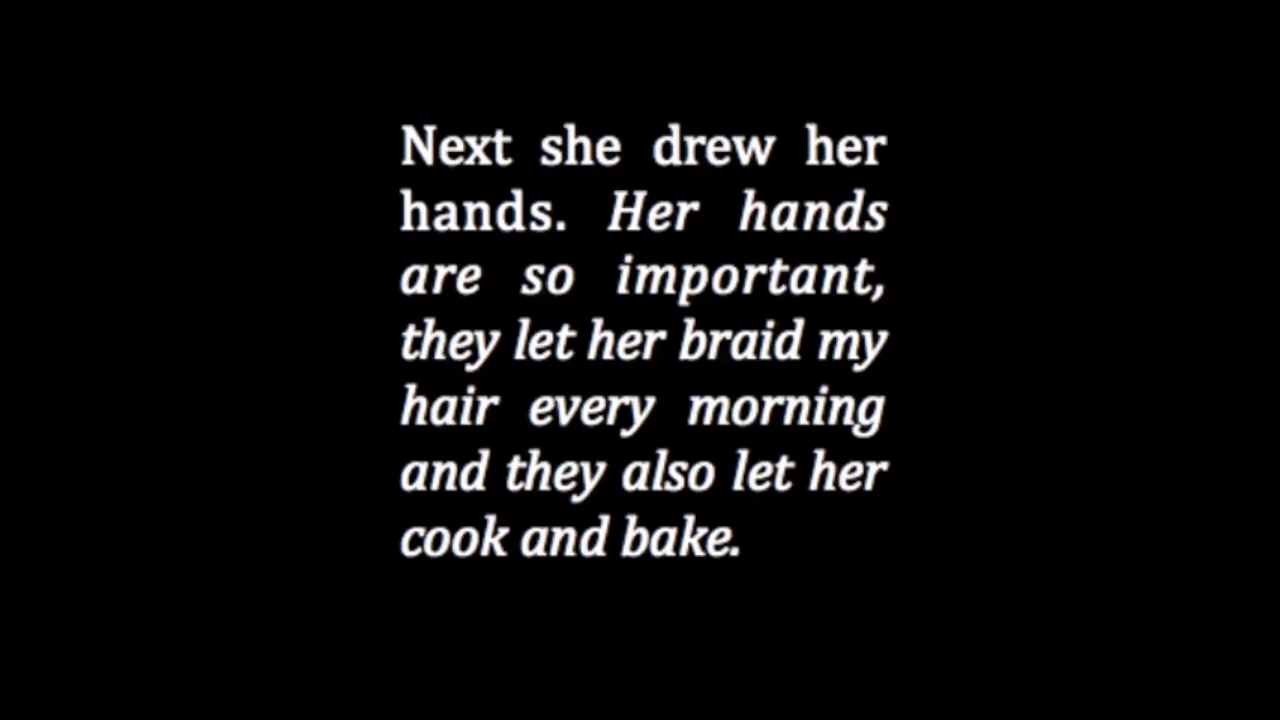 Next she drew her
hands. Her hands
are so important,
they let her braid my
hair every morning
and they also let her
cook and bake.